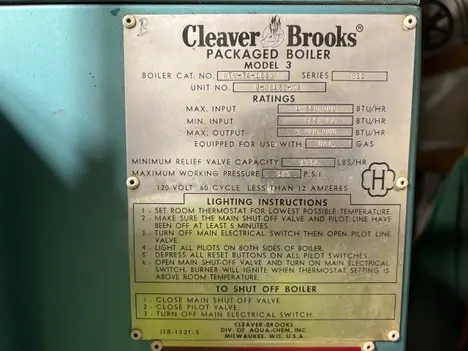 Cleaver Brooks®
PACKAGED BOILER
MODEL 3
BOILER CAT. NO. SERIES
UNIT NO.
RATINGS
MAX. INPUT BTU/HR
MIN. INPUT BTU/HR
MAX. OUTPUT BTU/HR
EQUIPPED FOR USE WITH GAS
MINIMUM RELIEF VALVE CAPACITY LBS/HR
MAXIMUM WORKING PRESSURE P.S.I.
120 VOLT 60 CYCLE LESS THAN 12 AMPERES
H
LIGHTING INSTRUCTIONS
1 - SET ROOM THERMOSTAT FOR LOWEST POSSIBLE TEMPERATURE
2 - MAKE SURE THE MAIN SHUT-OFF VALVE AND PILOT LINE HAVE
BEEN OFF AT LEAST 5 MINUTES.
3 - TURN OFF MAIN ELECTRICAL SWITCH THEN OPEN PILOT LINE
VALVE.
4 - LIGHT ALL PILOTS ON BOTH SIDES OF BOILER.
5 - DEPRESS ALL RESET BUTTONS ON ALL PILOT SWITCHES.
6 - OPEN MAIN SHUT-OFF VALVE AND TURN ON MAIN ELECTRICAL
SWITCH. BURNER WILL IGNITE WHEN THERMOSTAT SETTING IS
ABOVE ROOM TEMPERATURE.
TO SHUT OFF BOILER
1 - CLOSE MAIN SHUT-OFF VALVE
2 - CLOSE PILOT VALVE.
3 - TURN OFF MAIN ELECTRICAL SWITCH.
CLEAVER-BROOKS
DIV. OF AQUA-CHEM, INC.
118-1321-S MILWAUKEE, WIS. U.S.A.